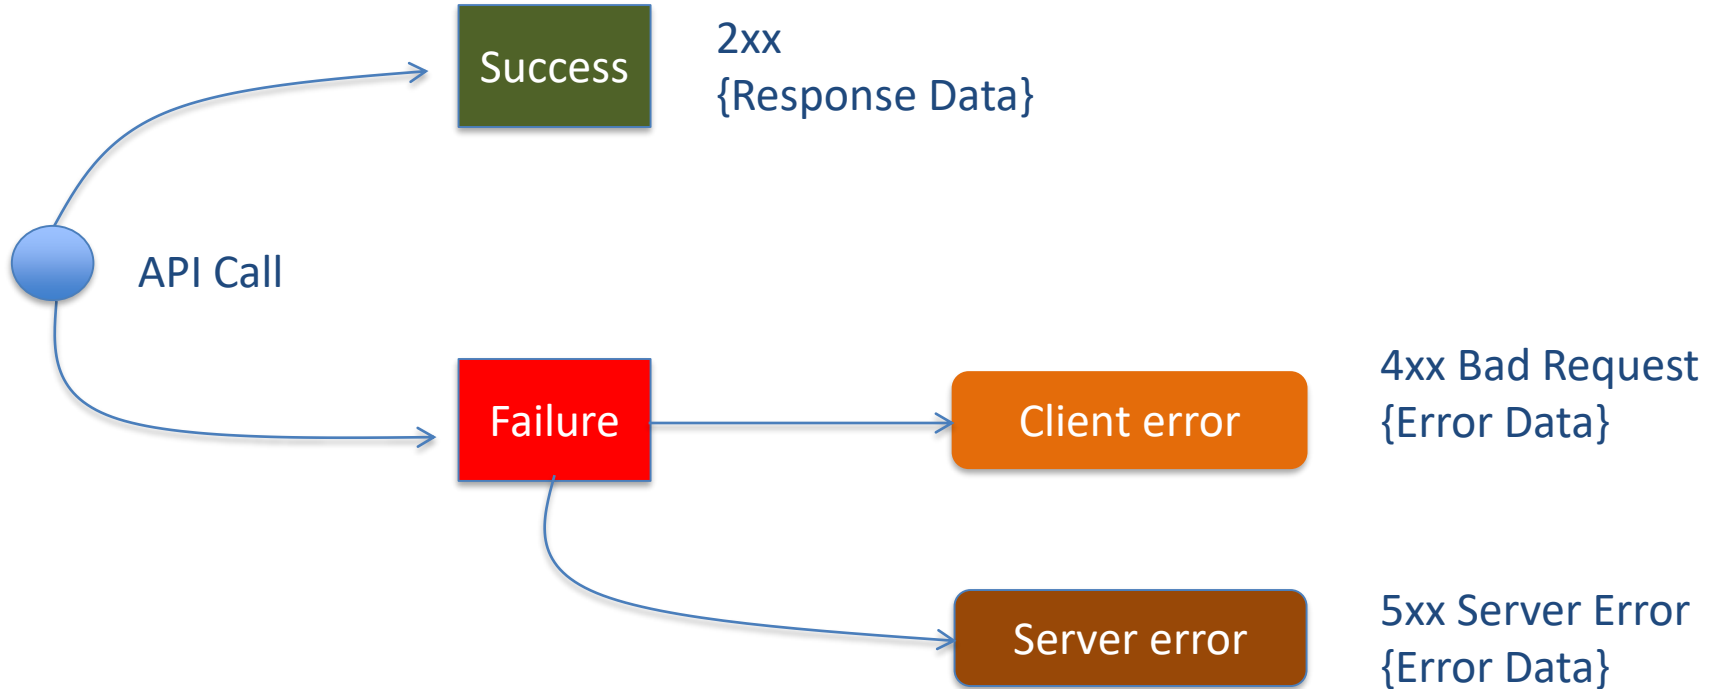 Success
2xx
{Response Data}
API Call
Failure
Client error
4xx Bad Request
{Error Data}
Server error
5xx Server Error
{Error Data}